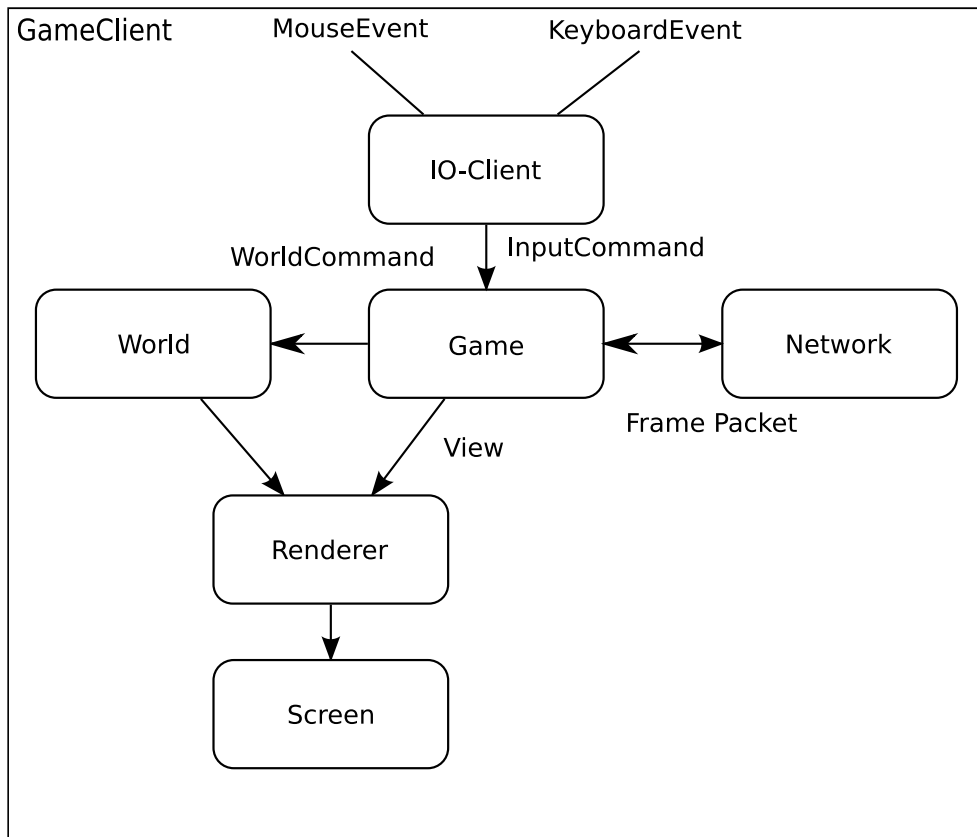 GameClient
MouseEvent
KeyboardEvent
IO-Client
WorldCommand
InputCommand
World
Game
Network
Frame Packet
View
Renderer
Screen